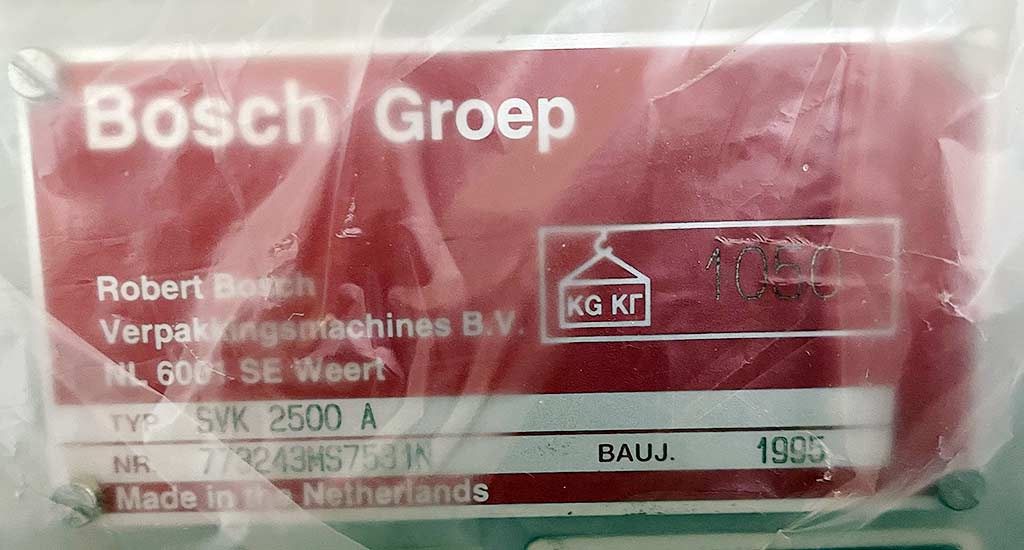 Bosch Groep
KG КГ 1050
Robert Bosch
Verpakkingsmachines B.V.
NL 6001 SE Weert
TYP SVK 2500 A
NR. BAUJ. 1995
Made in the Netherlands